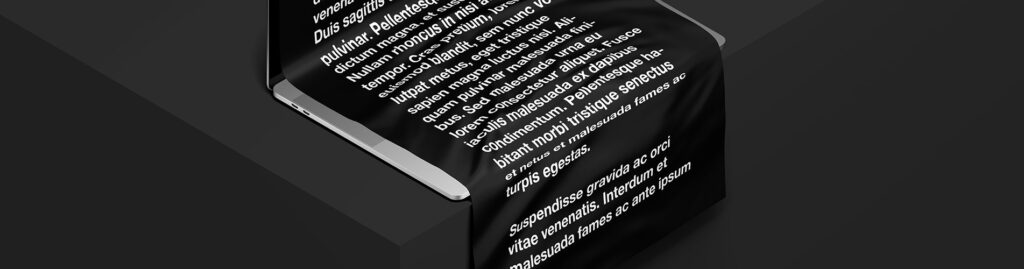 venena
Duis sagittis
pulvinar. Pellentesq
dictum magna, et sus
Nullam rhoncus in nisi a
tempor. Cras pretium, lore
euismod blandit, sem nunc vo
lutpat metus, eget tristique
sapien magna luctus nisl. Ali-
quam pulvinar malesuada fini-
bus. Sed malesuada urna eu
lorem consectetur aliquet. Fusce
iaculis malesuada ex dapibus
condimentum. Pellentesque ha-
bitant morbi tristique senectus
et netus et malesuada fames ac
turpis egestas.
Suspendisse gravida ac orci
vitae venenatis. Interdum et
malesuada fames ac ante ipsum